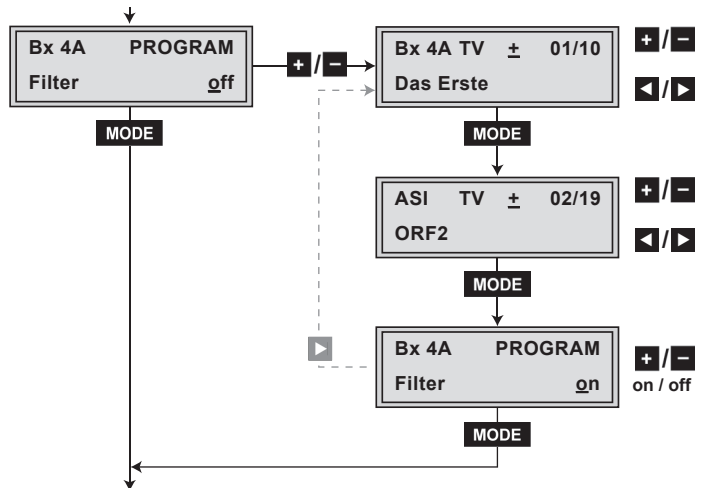 Bx 4A PROGRAM
Filter off
MODE
+ / −
Bx 4A TV ± 01/10
Das Erste
+ / −
◀ / ▶
MODE
ASI TV ± 02/19
ORF2
+ / −
◀ / ▶
MODE
▶
Bx 4A PROGRAM
Filter on
+ / −
on / off
MODE